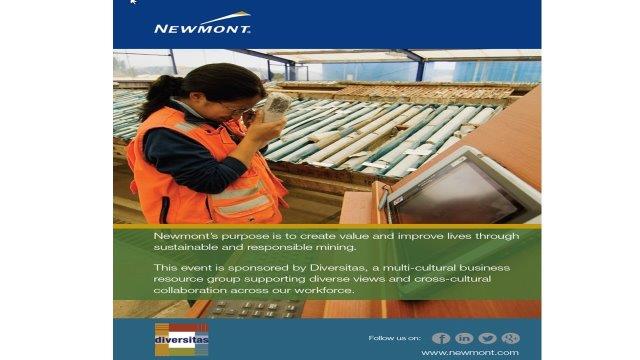 NEWMONT.
Newmont's purpose is to create value and improve lives through
sustainable and responsible mining.
This event is sponsored by Diversitas, a multi-cultural business
resource group supporting diverse views and cross-cultural
collaboration across our workforce.
diversitas
Follow us on:
www.newmont.com